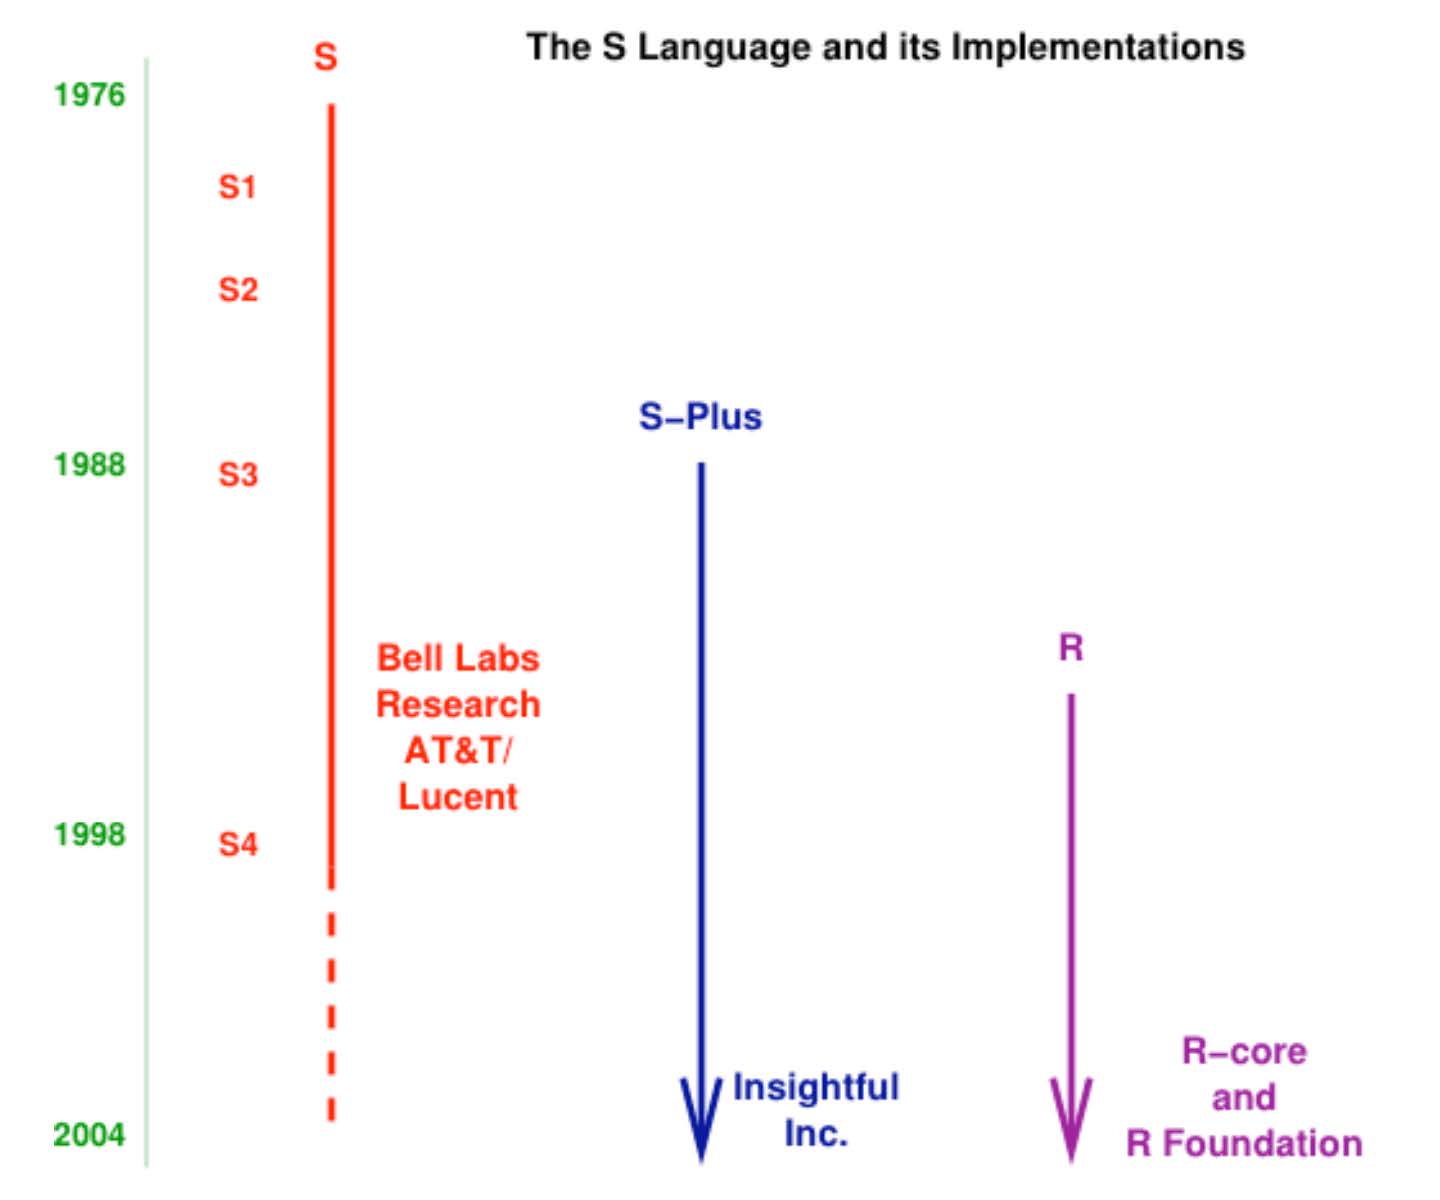 The S Language and its Implementations
S
1976
S1
S2
S–Plus
1988
S3
Bell Labs
Research
AT&T/
Lucent
R
1998
S4
Insightful
Inc.
R–core
and
R Foundation
2004